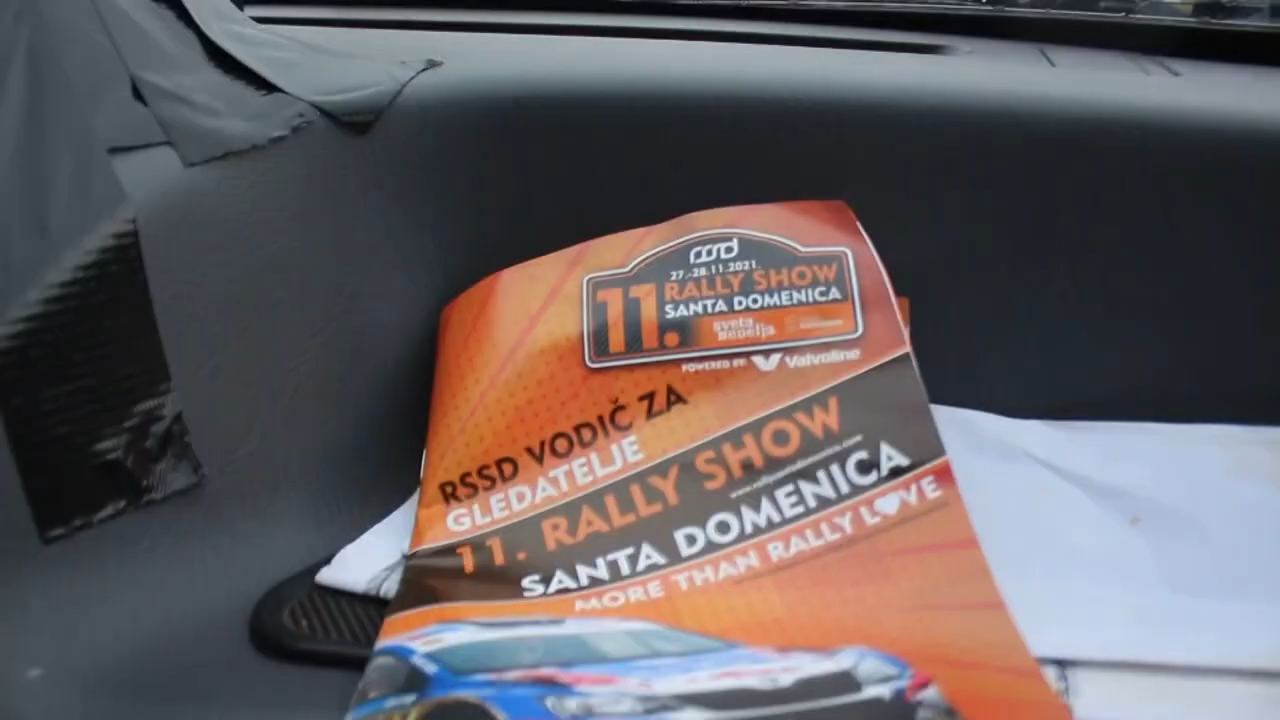 rssd
27.-28.11.2021.
11. RALLY SHOW
SANTA DOMENICA
sveta
nedelja
POWERED BY: Valvoline
RSSD VODIČ ZA
GLEDATELJE
11. RALLY SHOW
SANTA DOMENICA
MORE THAN RALLY LOVE